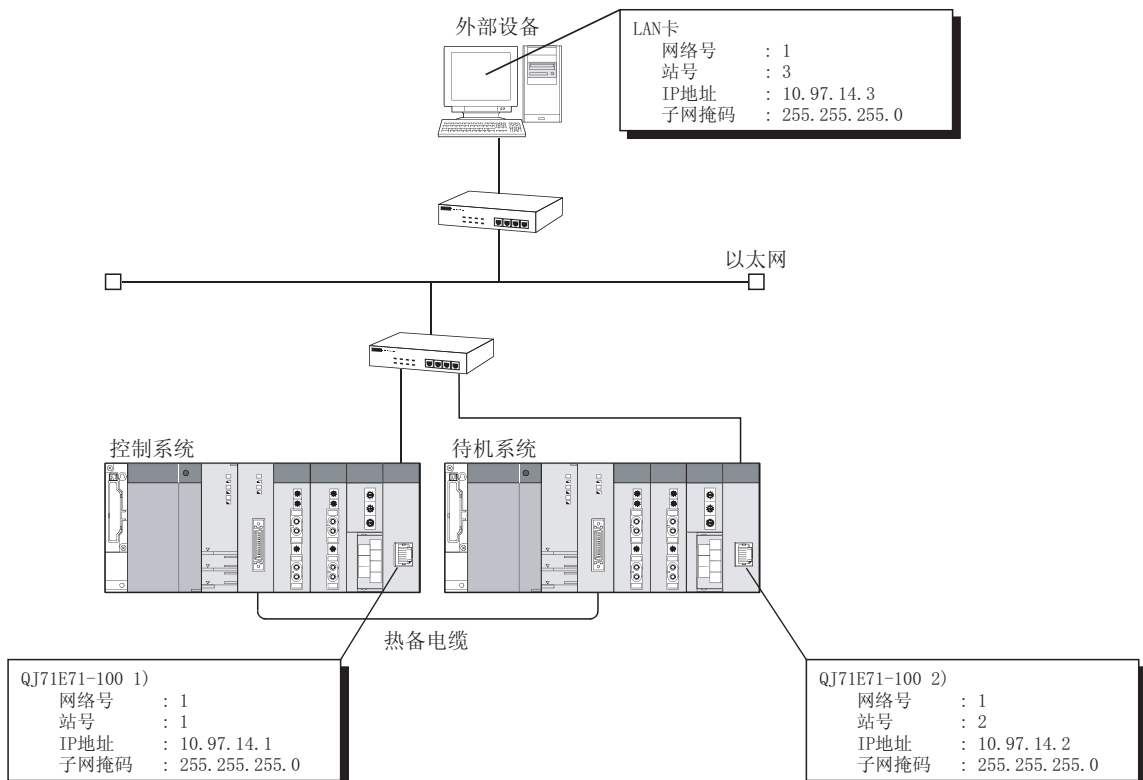 外部设备
LAN卡
网络号 : 1
站号 : 3
IP地址 : 10.97.14.3
子网掩码 : 255.255.255.0
以太网
控制系统
待机系统
热备电缆
QJ71E71-100 1)
网络号 : 1
站号 : 1
IP地址 : 10.97.14.1
子网掩码 : 255.255.255.0
QJ71E71-100 2)
网络号 : 1
站号 : 2
IP地址 : 10.97.14.2
子网掩码 : 255.255.255.0